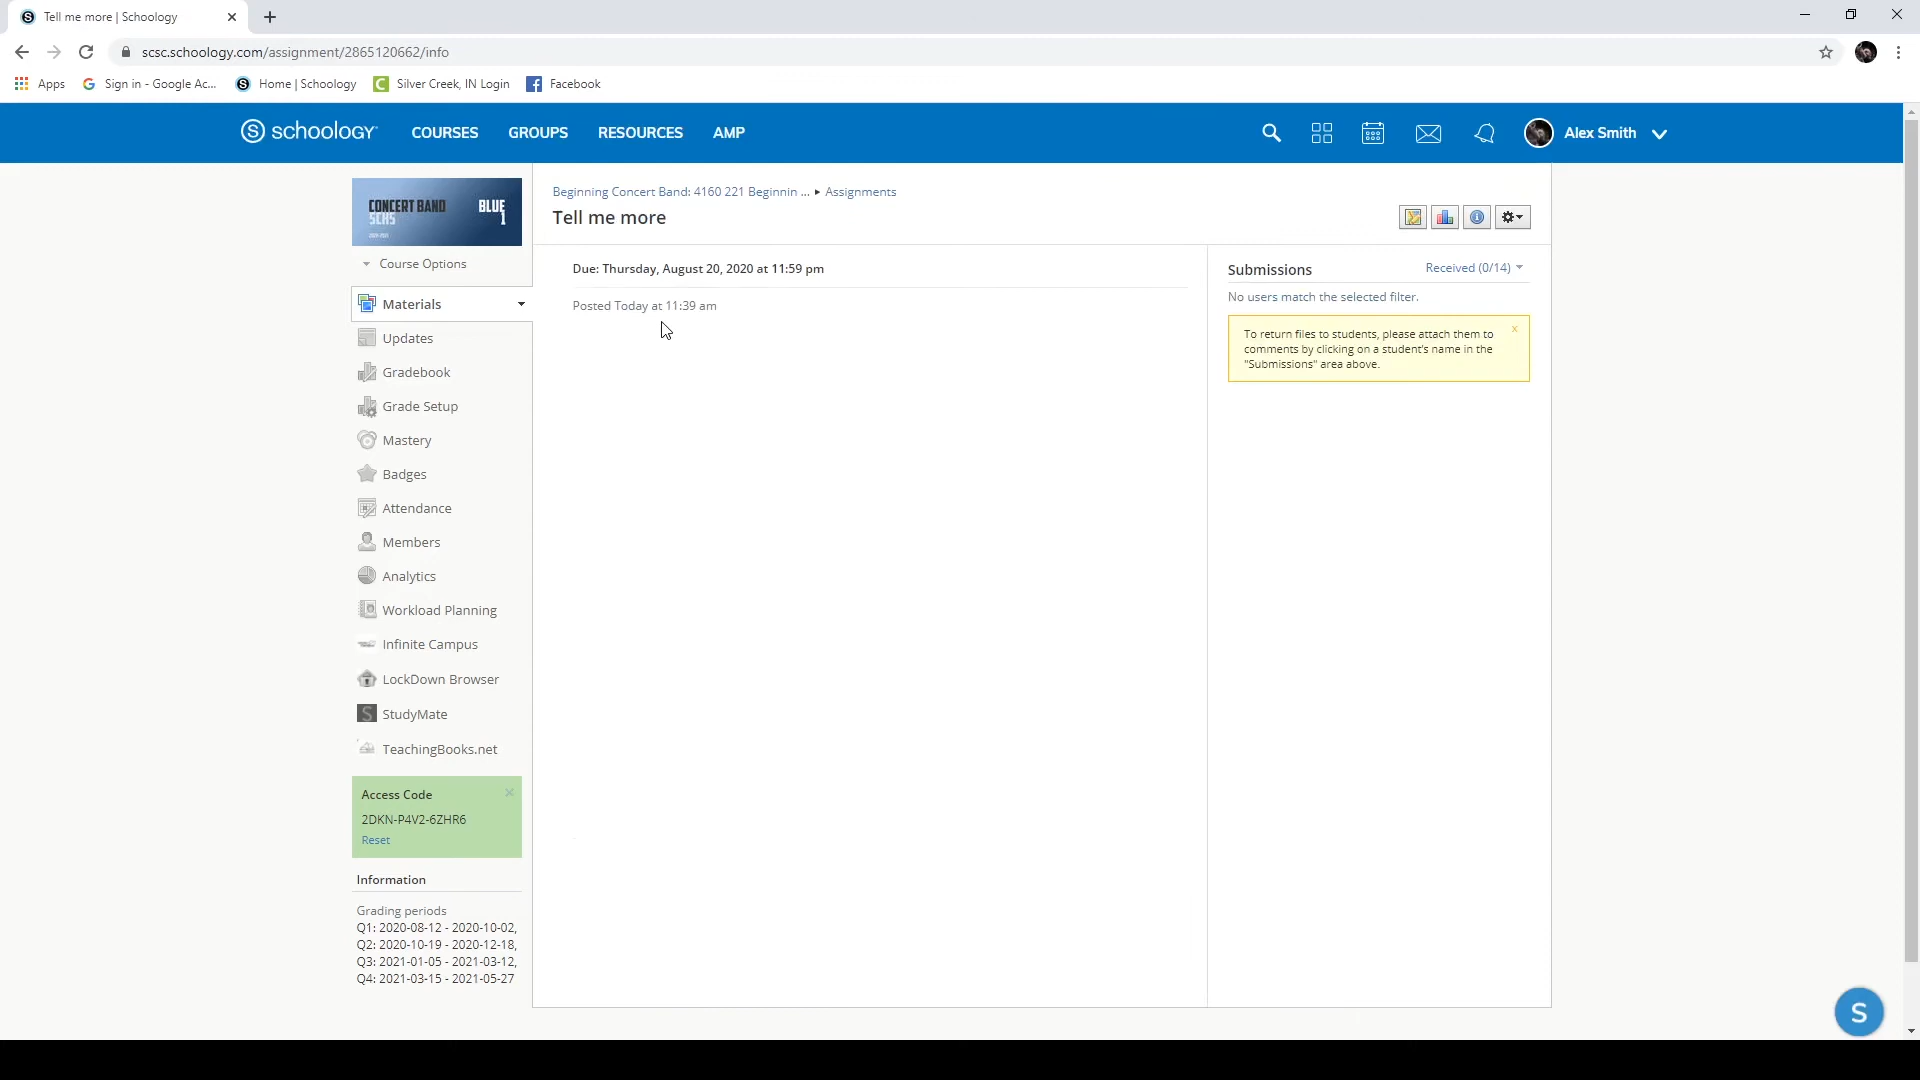 Tell me more | Schoology
scsc.schoology.com/assignment/2865120662/info
Apps
Sign in - Google Ac...
Home | Schoology
Silver Creek, IN Login
Facebook
schoology
COURSES
GROUPS
RESOURCES
AMP
Alex Smith
CONCERT BAND
SCHS
BLUE
1
Course Options
Materials
Updates
Gradebook
Grade Setup
Mastery
Badges
Attendance
Members
Analytics
Workload Planning
Infinite Campus
LockDown Browser
StudyMate
TeachingBooks.net
Access Code
2DKN-P4V2-6ZHR6
Reset
Information
Grading periods
Q1: 2020-08-12 - 2020-10-02,
Q2: 2020-10-19 - 2020-12-18,
Q3: 2021-01-05 - 2021-03-12,
Q4: 2021-03-15 - 2021-05-27
Beginning Concert Band: 4160 221 Beginnin ... ▸ Assignments
Tell me more
Due: Thursday, August 20, 2020 at 11:59 pm
Posted Today at 11:39 am
Submissions
Received (0/14)
No users match the selected filter.
To return files to students, please attach them to
comments by clicking on a student's name in the
"Submissions" area above.
S